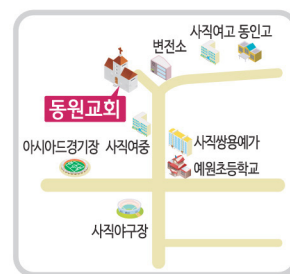 사직여고 동인고
변전소
동원교회
아시아드경기장 사직여중
사직쌍용예가
예원초등학교
사직야구장